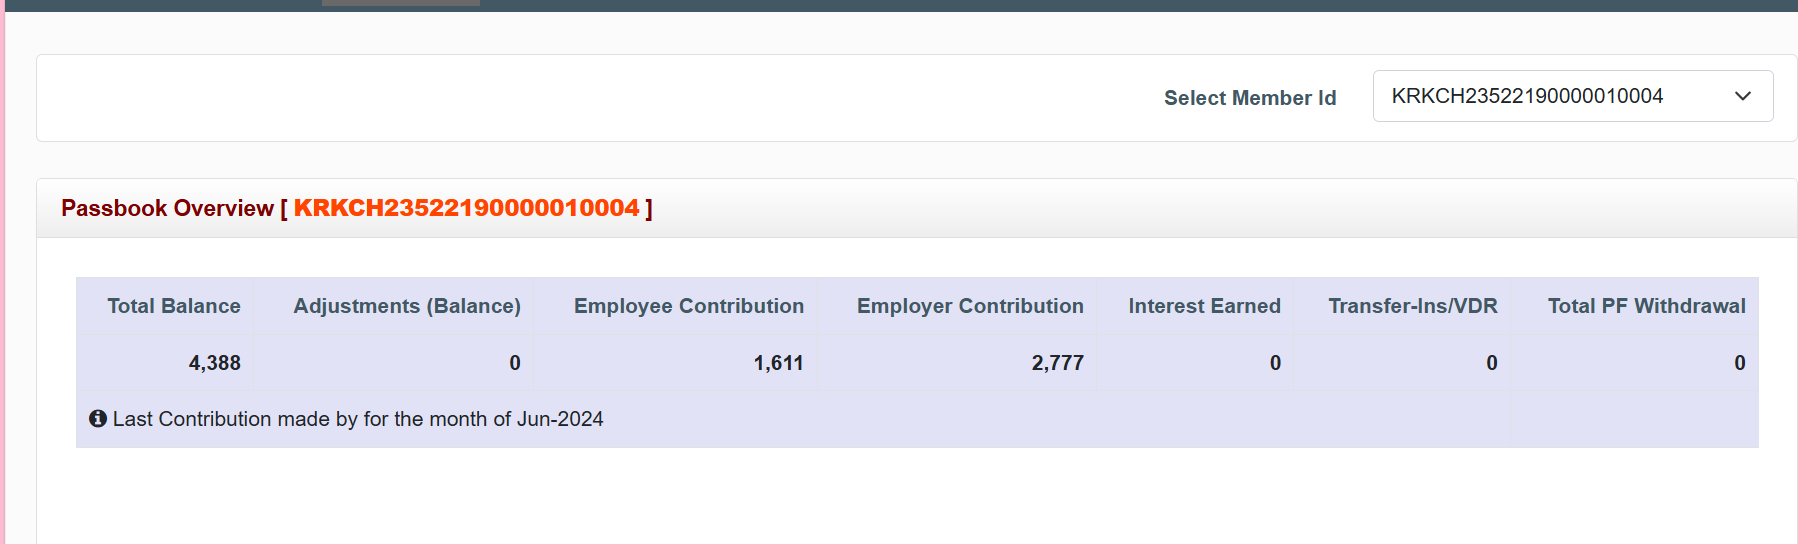 Select Member Id KRKCH23522190000010004
Passbook Overview [ KRKCH23522190000010004 ]
Total Balance Adjustments (Balance) Employee Contribution Employer Contribution Interest Earned Transfer-Ins/VDR Total PF Withdrawal
4,388 0 1,611 2,777 0 0 0
Last Contribution made by for the month of Jun-2024